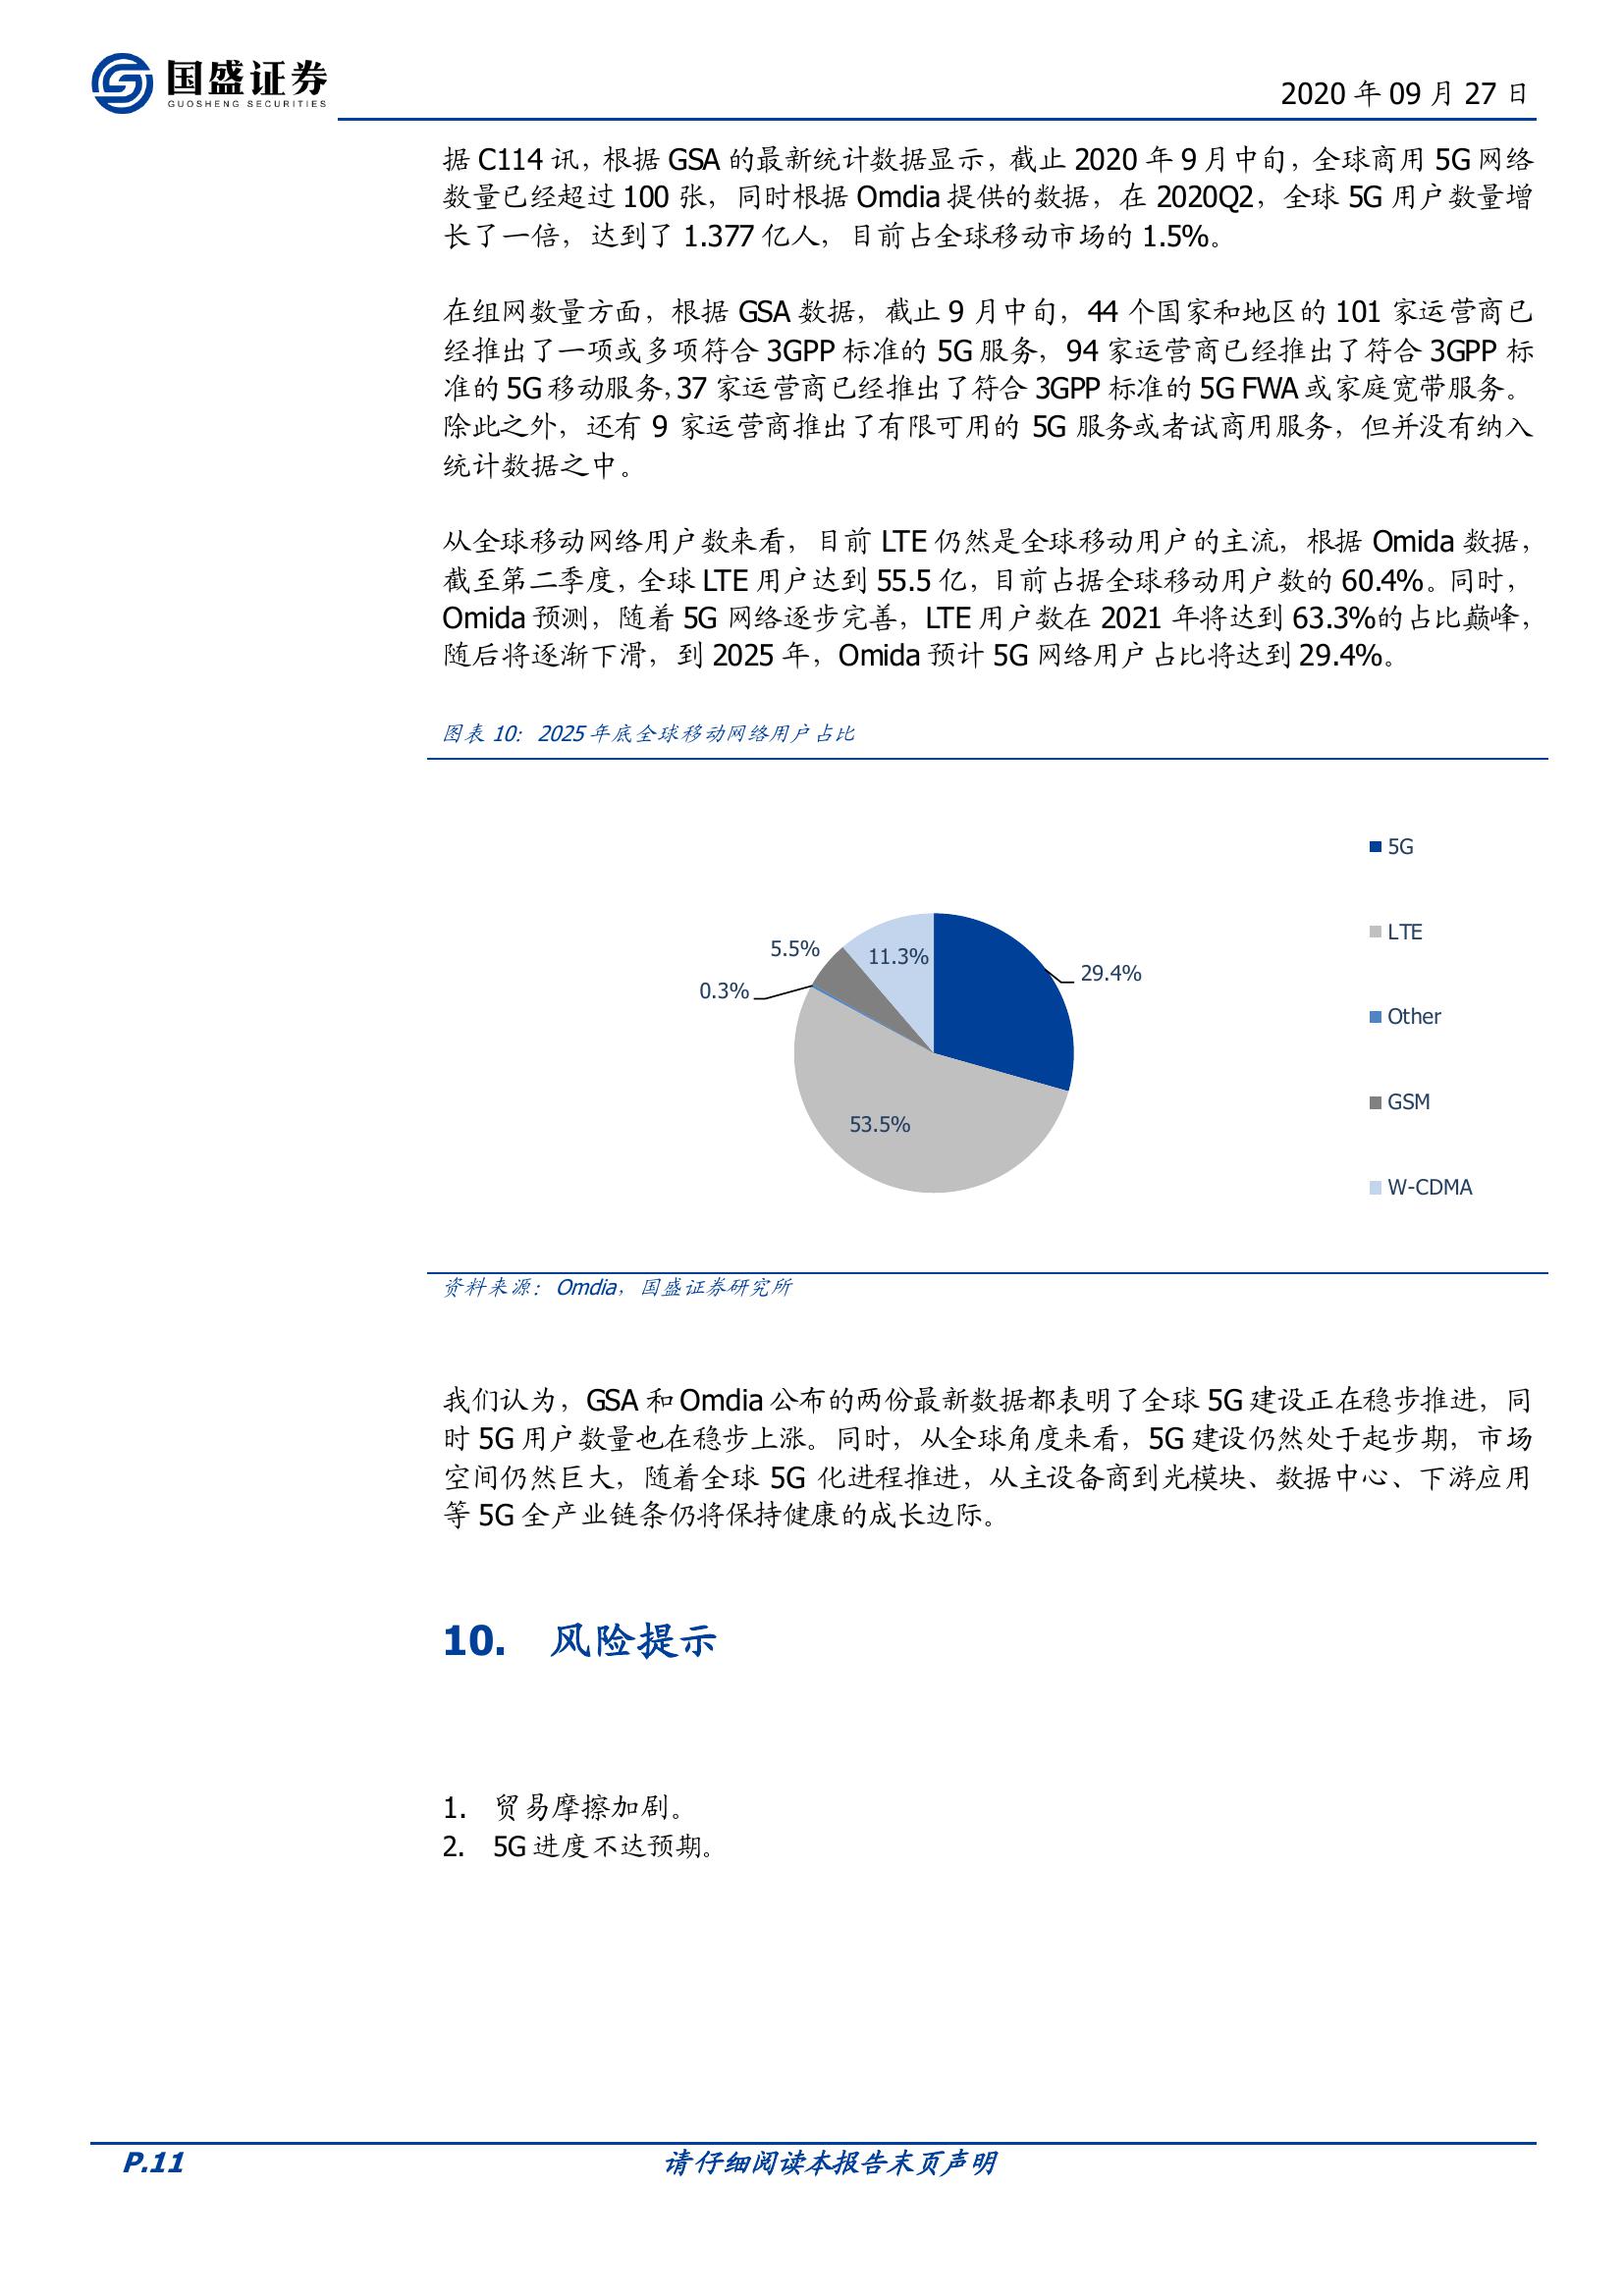 国盛证券
GUOSHENG SECURITIES
2020 年 09 月 27 日
据 C114 讯，根据 GSA 的最新统计数据显示，截止 2020 年 9 月中旬，全球商用 5G 网络
数量已经超过 100 张，同时根据 Omdia 提供的数据，在 2020Q2，全球 5G 用户数量增
长了一倍，达到了 1.377 亿人，目前占全球移动市场的 1.5%。
在组网数量方面，根据 GSA 数据，截止 9 月中旬，44 个国家和地区的 101 家运营商已
经推出了一项或多项符合 3GPP 标准的 5G 服务，94 家运营商已经推出了符合 3GPP 标
准的 5G 移动服务，37 家运营商已经推出了符合 3GPP 标准的 5G FWA 或家庭宽带服务。
除此之外，还有 9 家运营商推出了有限可用的 5G 服务或者试商用服务，但并没有纳入
统计数据之中。
从全球移动网络用户数来看，目前 LTE 仍然是全球移动用户的主流，根据 Omida 数据，
截至第二季度，全球 LTE 用户达到 55.5 亿，目前占据全球移动用户数的 60.4%。同时，
Omida 预测，随着 5G 网络逐步完善，LTE 用户数在 2021 年将达到 63.3%的占比巅峰，
随后将逐渐下滑，到 2025 年，Omida 预计 5G 网络用户占比将达到 29.4%。
图表 10：2025 年底全球移动网络用户占比
5G
LTE
Other
GSM
W-CDMA
5.5%
11.3%
29.4%
0.3%
53.5%
资料来源：Omdia，国盛证券研究所
我们认为，GSA 和 Omdia 公布的两份最新数据都表明了全球 5G 建设正在稳步推进，同
时 5G 用户数量也在稳步上涨。同时，从全球角度来看，5G 建设仍然处于起步期，市场
空间仍然巨大，随着全球 5G 化进程推进，从主设备商到光模块、数据中心、下游应用
等 5G 全产业链条仍将保持健康的成长边际。
10. 风险提示
1. 贸易摩擦加剧。
2. 5G 进度不达预期。
P.11
请仔细阅读本报告末页声明